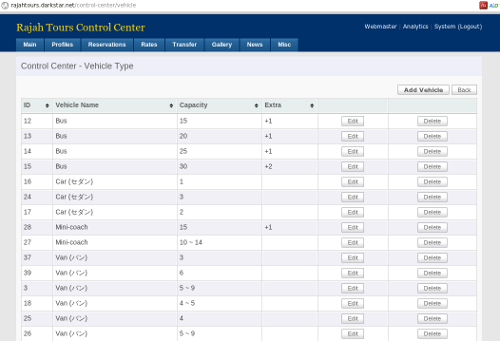 rajahtours.darkstar.net/control-center/vehicle
Rajah Tours Control Center
Webmaster | Analytics | System (Logout)
Main Profiles Reservations Rates Transfer Gallery News Misc
Control Center - Vehicle Type
Add Vehicle Back
ID Vehicle Name Capacity Extra
12 Bus 15 +1 Edit Delete
13 Bus 20 +1 Edit Delete
14 Bus 25 +1 Edit Delete
15 Bus 30 +2 Edit Delete
16 Car (セダン) 1 Edit Delete
24 Car (セダン) 3 Edit Delete
17 Car (セダン) 2 Edit Delete
28 Mini-coach 15 +1 Edit Delete
27 Mini-coach 10 ~ 14 Edit Delete
37 Van (バン) 3 Edit Delete
39 Van (バン) 6 Edit Delete
3 Van (バン) 5 ~ 9 Edit Delete
18 Van (バン) 4 ~ 5 Edit Delete
25 Van (バン) 4 Edit Delete
26 Van (バン) 5 ~ 9 Edit Delete